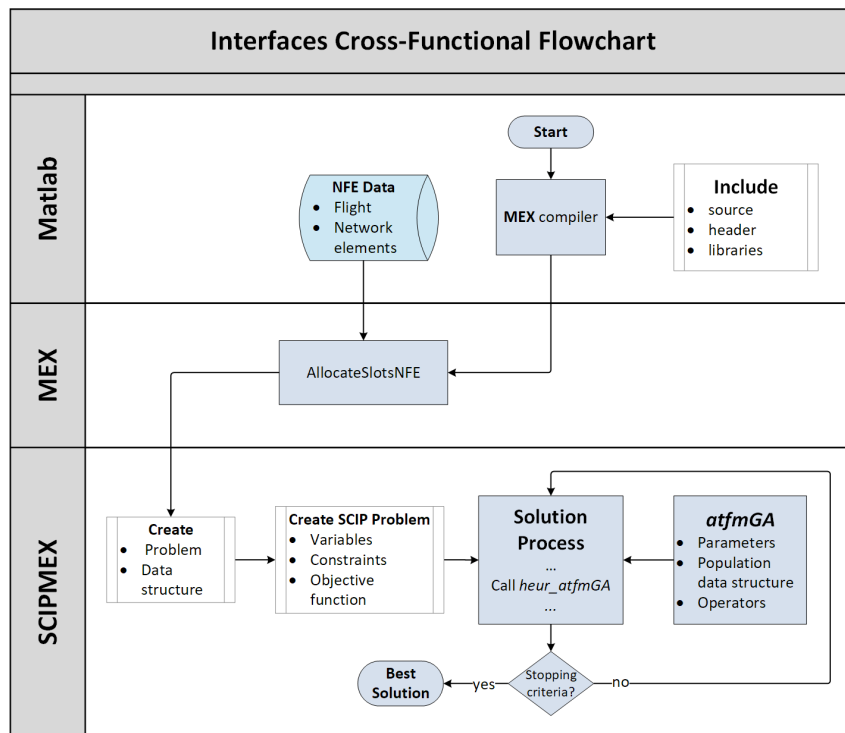 Interfaces Cross-Functional Flowchart
Matlab
Start
NFE Data
● Flight
● Network
elements
MEX compiler
Include
● source
● header
● libraries
MEX
AllocateSlotsNFE
SCIPMEX
Create
● Problem
● Data
structure
Create SCIP Problem
● Variables
● Constraints
● Objective
function
Solution
Process
...
Call heur_atfmGA
...
atfmGA
● Parameters
● Population
data structure
● Operators
Best
Solution
yes
Stopping
criteria?
no